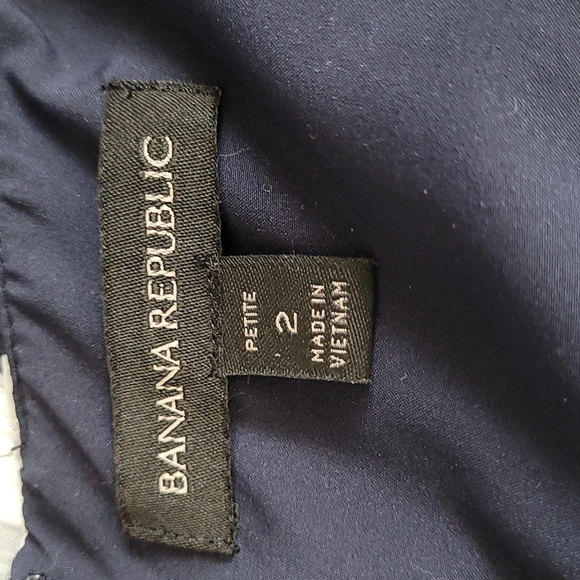 BANANA REPUBLIC
PETITE
2
MADE IN
VIETNAM